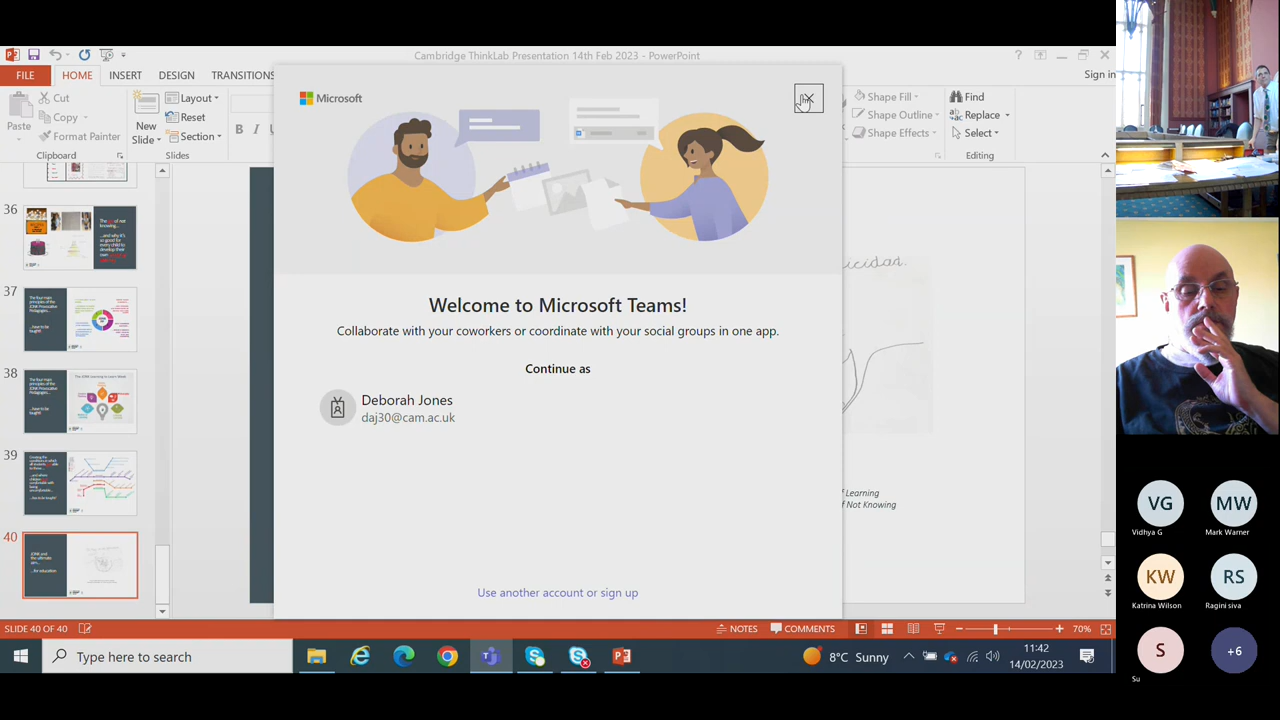 Cambridge ThinkLab Presentation 14th Feb 2023 - PowerPoint
FILE HOME INSERT DESIGN TRANSITIONS
Sign in
Cut
Copy
Format Painter
Paste
Clipboard
New
Slide
Layout
Reset
Section
Slides
B I
Shape Fill
Shape Outline
Shape Effects
Find
Replace
Select
Editing
Microsoft
Welcome to Microsoft Teams!
Collaborate with your coworkers or coordinate with your social groups in one app.
Continue as
Deborah Jones
daj30@cam.ac.uk
Use another account or sign up
icidad.
f Learning
f Not Knowing
36
37
38
39
40
SLIDE 40 OF 40
NOTES COMMENTS 70%
Type here to search
8°C Sunny
11:42
14/02/2023
VG
Vidhya G
MW
Mark Warner
KW
Katrina Wilson
RS
Ragini siva
S
Su
+6